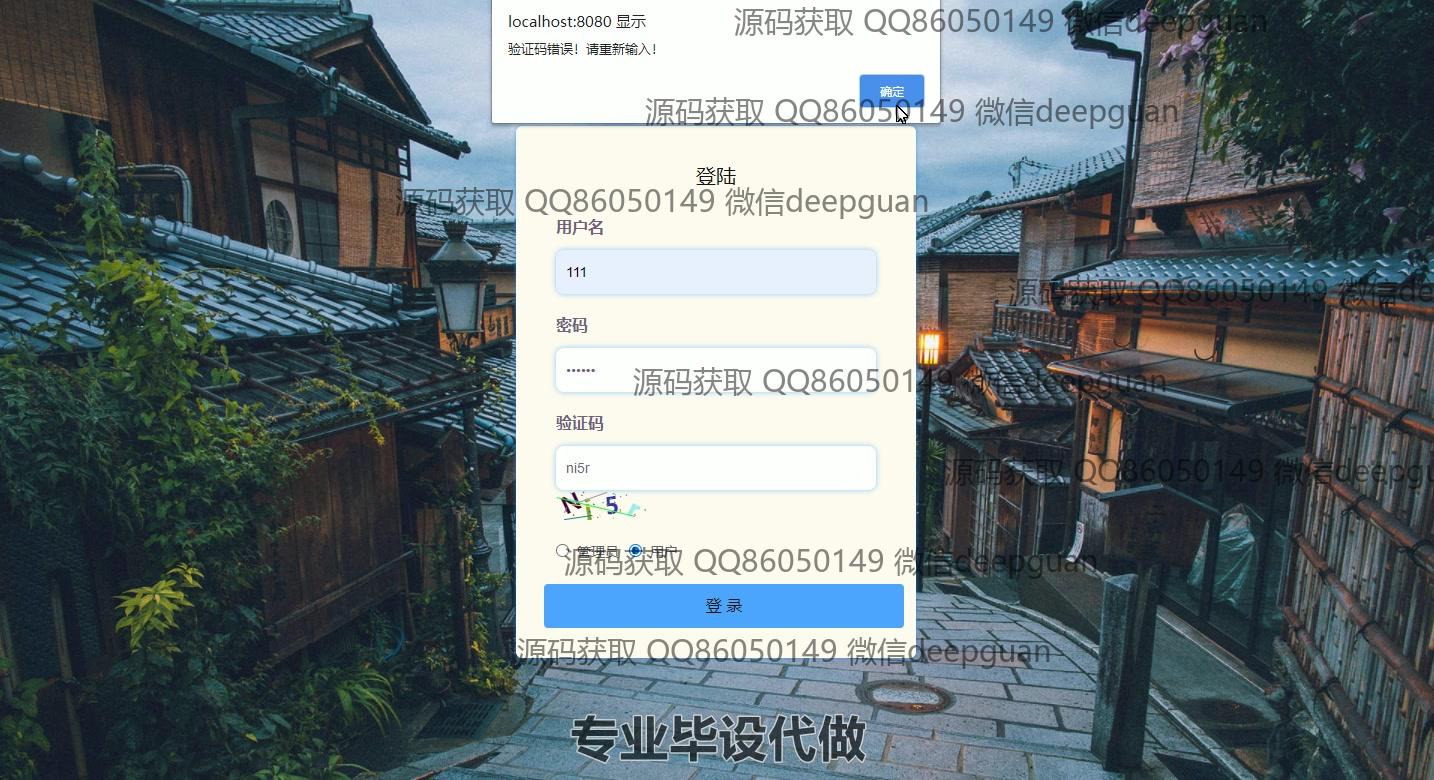 localhost:8080 显示
源码获取 QQ86050149 微信deepguan
验证码错误！请重新输入！
确定
源码获取 QQ86050149 微信deepguan
登陆
源码获取 QQ86050149 微信deepguan
用户名
111
源码获取 QQ86050149 微信de
密码
••••••
源码获取 QQ86050149 微信deepguan
验证码
ni5r
源码获取 QQ86050149 微信deepgu
N 5 r
管理员 用户
源码获取 QQ86050149 微信deepguan
登 录
源码获取 QQ86050149 微信deepguan
专业毕设代做